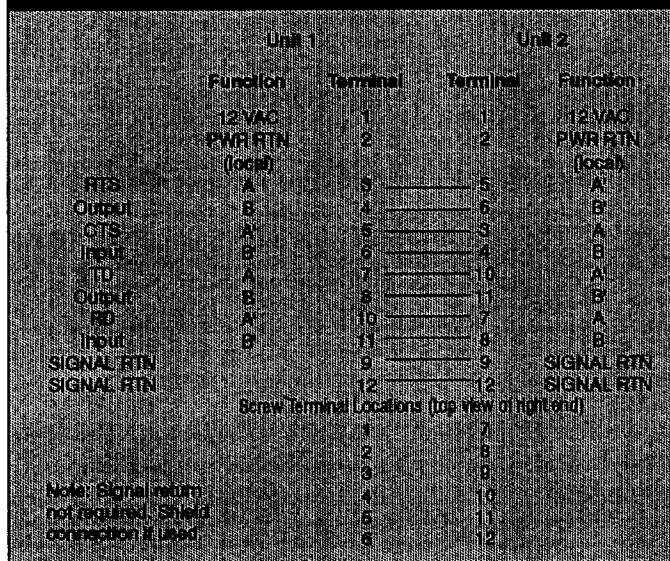 Unit 1 Unit 2
Function Terminal Terminal Function
12 VAC 1 1 12 VAC
PWR RTN 2 2 PWR RTN
(local) (local)
RTS A 3 5 A'
Output B 4 6 B'
CTS A' 5 3 A
Input B' 6 4 B
TD A 7 10 A'
Output B 8 11 B'
RD A' 10 7 A
Input B' 11 8 B
SIGNAL RTN 9 9 SIGNAL RTN
SIGNAL RTN 12 12 SIGNAL RTN
Screw Terminal Locations (top view of right end)
1 7
2 8
3 9
4 10
5 11
6 12
Note: Signal return
not required. Shield
connection if used.